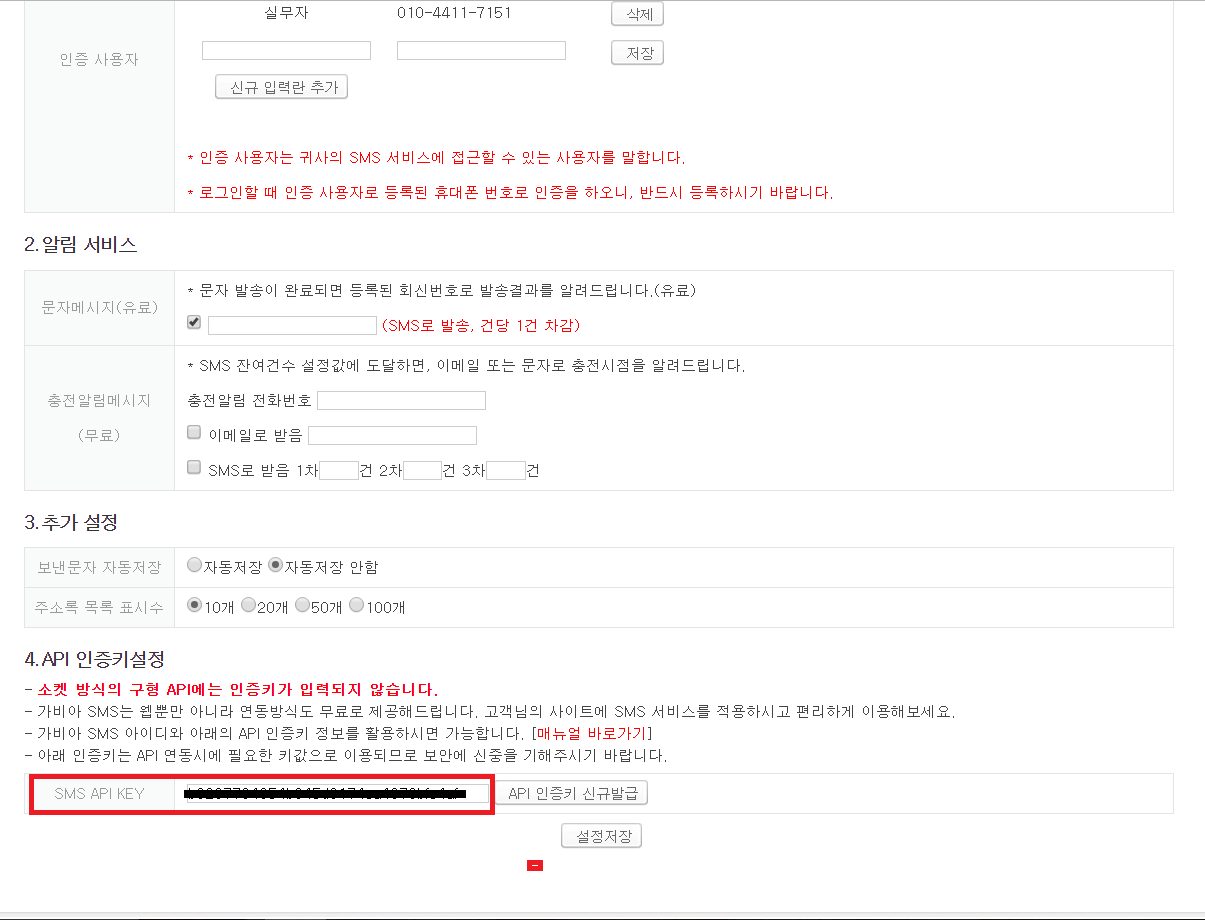 실무자 010-4411-7151 삭제
인증 사용자 저장
신규 입력란 추가
* 인증 사용자는 귀사의 SMS 서비스에 접근할 수 있는 사용자를 말합니다.
* 로그인할 때 인증 사용자로 등록된 휴대폰 번호로 인증을 하오니, 반드시 등록하시기 바랍니다.
2.알림 서비스
문자메시지(유료)
* 문자 발송이 완료되면 등록된 회신번호로 발송결과를 알려드립니다.(유료)
(SMS로 발송, 건당 1건 차감)
충전알림메시지
(무료)
* SMS 잔여건수 설정값에 도달하면, 이메일 또는 문자로 충전시점을 알려드립니다.
충전알림 전화번호
이메일로 받음
SMS로 받음 1차 건 2차 건 3차 건
3.추가 설정
보낸문자 자동저장 자동저장 자동저장 안함
주소록 목록 표시수 10개 20개 50개 100개
4.API 인증키설정
- 소켓 방식의 구형 API에는 인증키가 입력되지 않습니다.
- 가비아 SMS는 웹뿐만 아니라 연동방식도 무료로 제공해드립니다. 고객님의 사이트에 SMS 서비스를 적용하시고 편리하게 이용해보세요.
- 가비아 SMS 아이디와 아래의 API 인증키 정보를 활용하시면 가능합니다. [매뉴얼 바로가기]
- 아래 인증키는 API 연동시에 필요한 키값으로 이용되므로 보안에 신중을 기해주시기 바랍니다.
SMS API KEY API 인증키 신규발급
설정저장